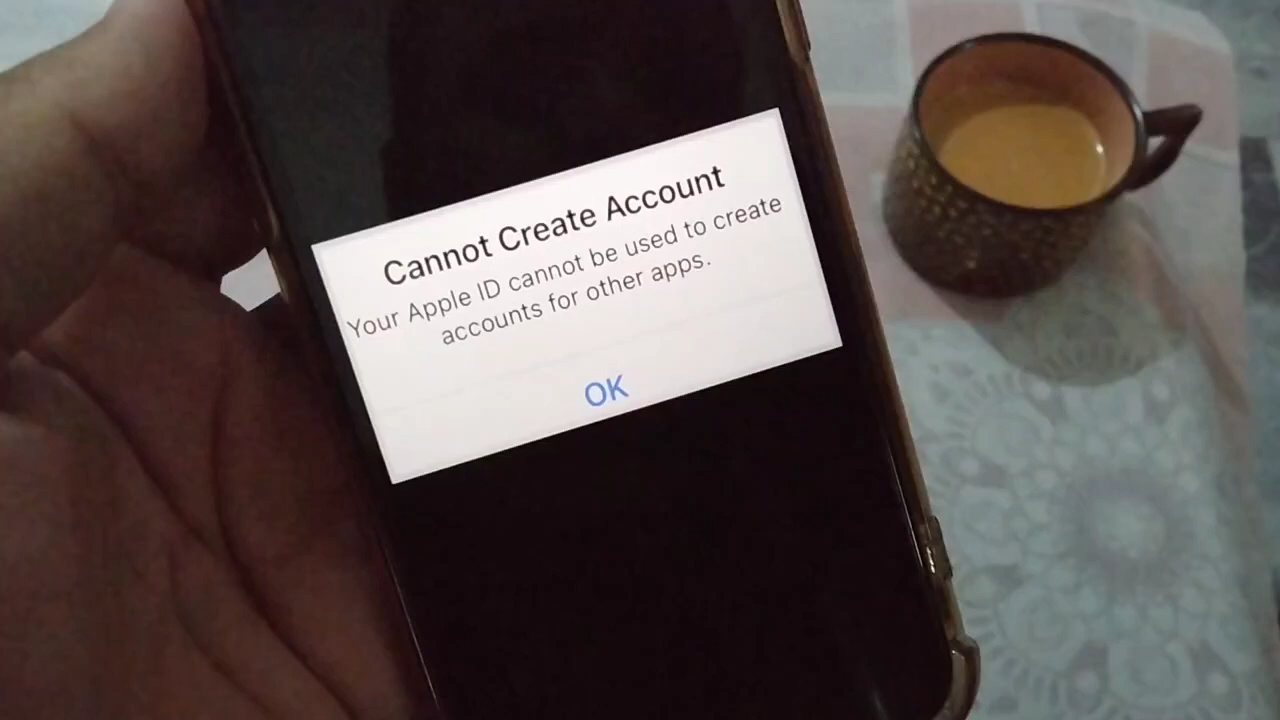 Cannot Create Account
Your Apple ID cannot be used to create
accounts for other apps.
OK